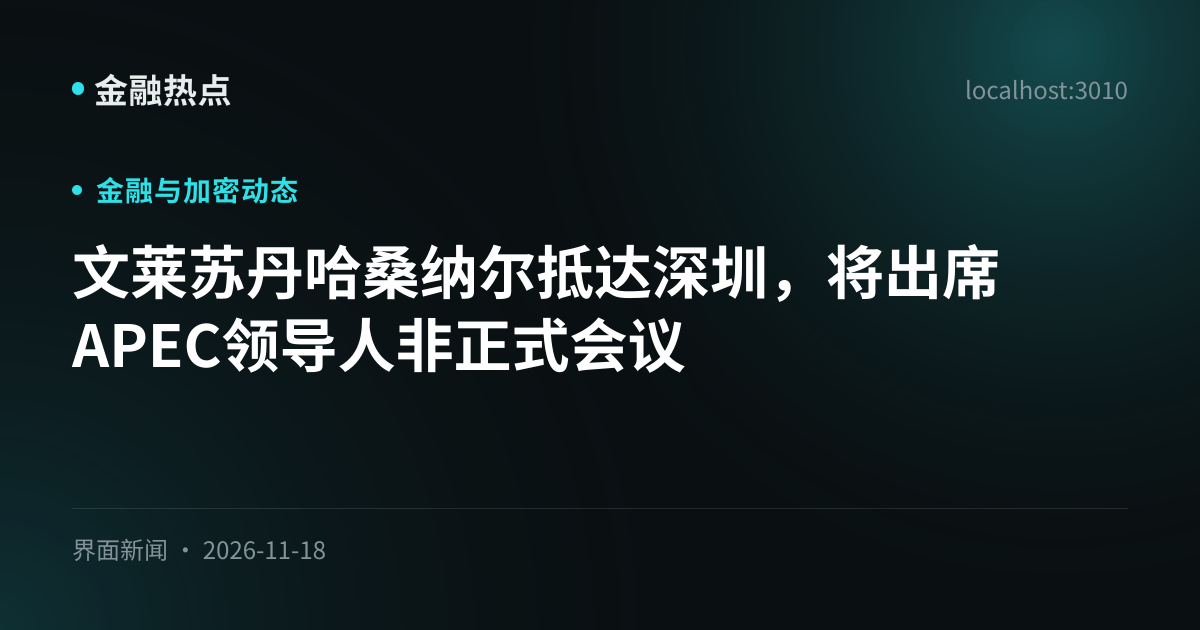 金融热点
localhost:3010
金融与加密动态
文莱苏丹哈桑纳尔抵达深圳，将出席
APEC领导人非正式会议
界面新闻 • 2026-11-18